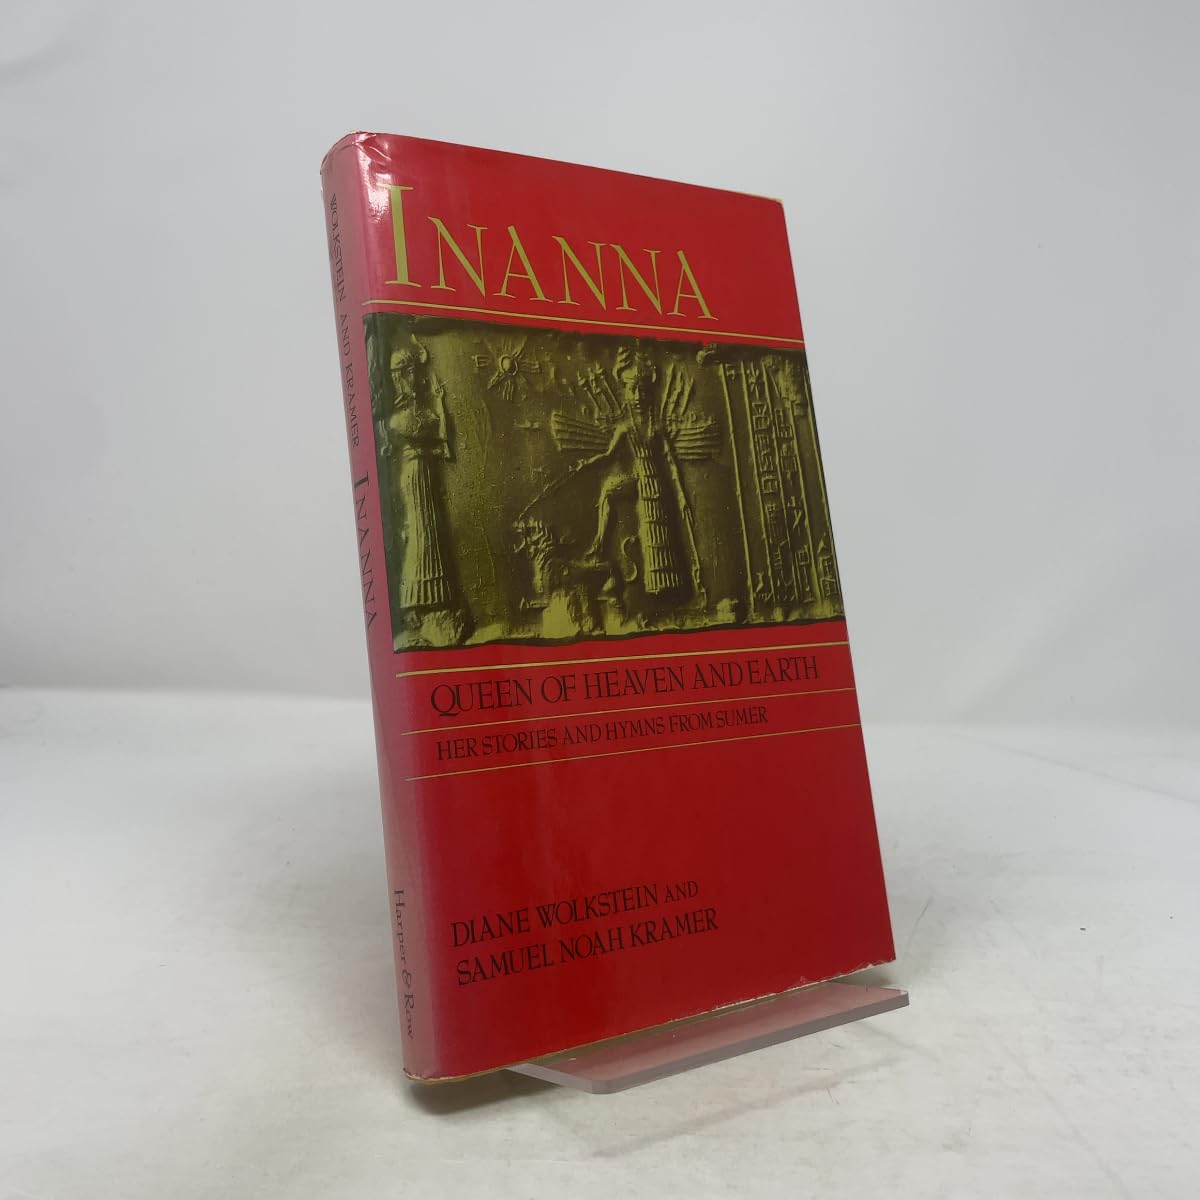 INANNA
QUEEN OF HEAVEN AND EARTH
HER STORIES AND HYMNS FROM SUMER
DIANE WOLKSTEIN AND
SAMUEL NOAH KRAMER
WOLKSTEIN AND KRAMER INANNA Harper & Row